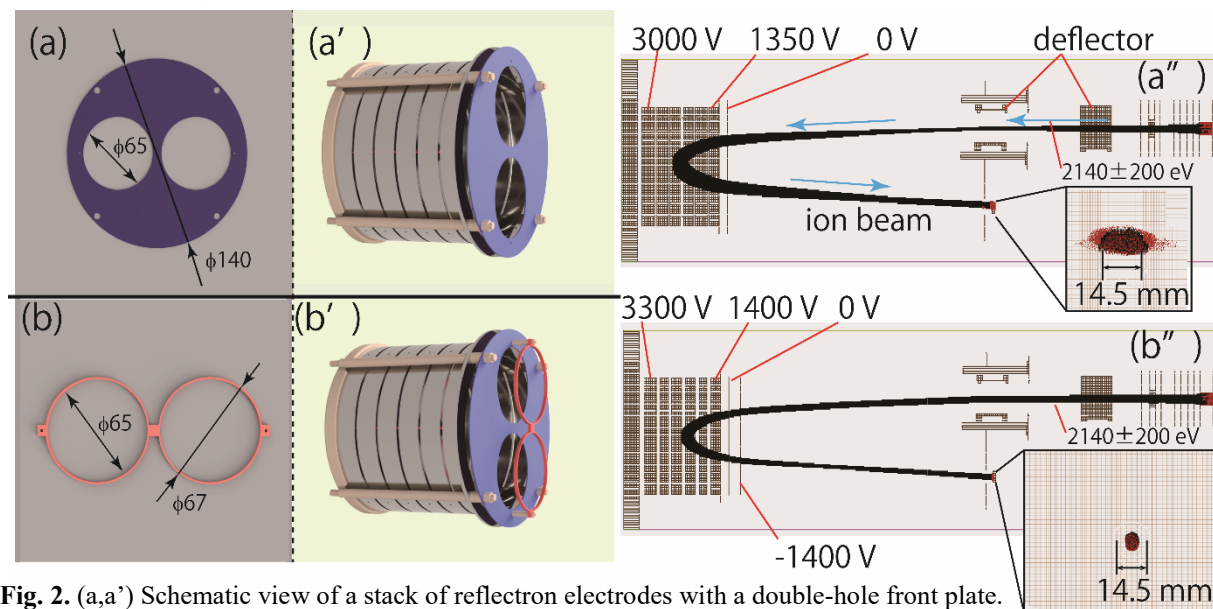 (a)
ϕ65
ϕ140
(a' )
3000 V
1350 V
0 V
deflector
(a" )
2140±200 eV
ion beam
14.5 mm
(b)
ϕ65
ϕ67
(b' )
3300 V
1400 V
0 V
(b" )
2140±200 eV
-1400 V
14.5 mm
Fig. 2. (a,a’) Schematic view of a stack of reflectron electrodes with a double-hole front plate.